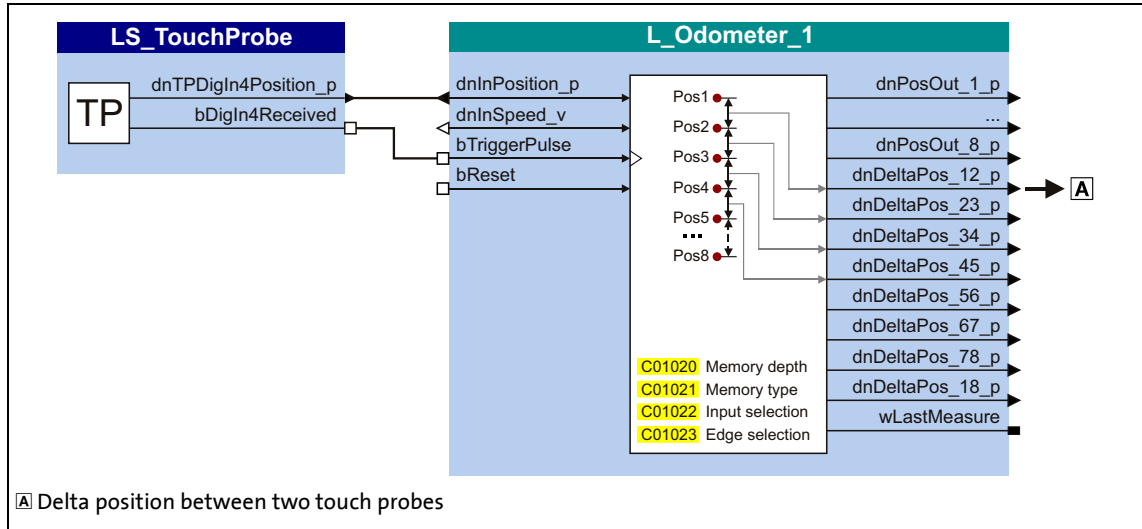 LS_TouchProbe
TP
dnTPDigIn4Position_p
bDigIn4Received
L_Odometer_1
dnInPosition_p
dnInSpeed_v
bTriggerPulse
bReset
Pos1
Pos2
Pos3
Pos4
Pos5
...
Pos8
C01020 Memory depth
C01021 Memory type
C01022 Input selection
C01023 Edge selection
dnPosOut_1_p
...
dnPosOut_8_p
dnDeltaPos_12_p
A
dnDeltaPos_23_p
dnDeltaPos_34_p
dnDeltaPos_45_p
dnDeltaPos_56_p
dnDeltaPos_67_p
dnDeltaPos_78_p
dnDeltaPos_18_p
wLastMeasure
A Delta position between two touch probes